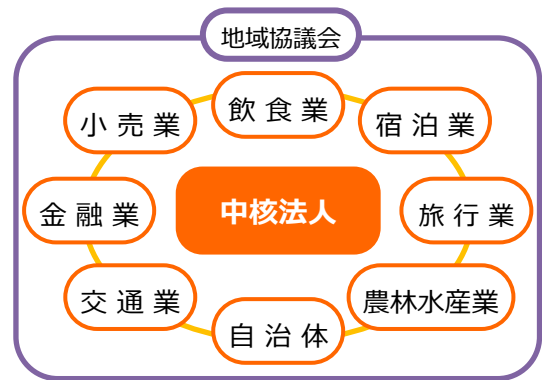 地域協議会
飲食業
小売業
宿泊業
金融業
中核法人
旅行業
交通業
農林水産業
自治体